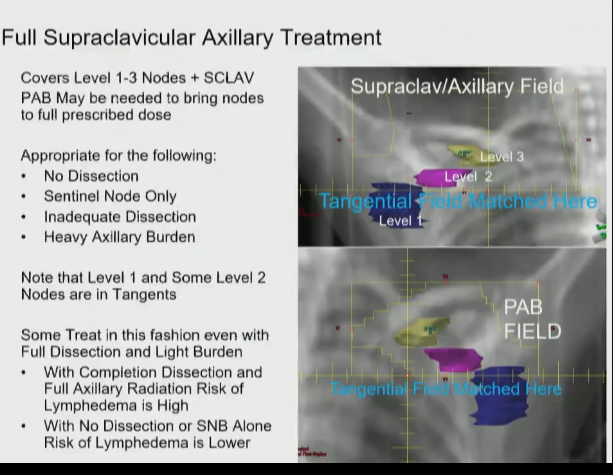 Full Supraclavicular Axillary Treatment
Covers Level 1-3 Nodes + SCLAV
PAB May be needed to bring nodes
to full prescribed dose
Appropriate for the following:
• No Dissection
• Sentinel Node Only
• Inadequate Dissection
• Heavy Axillary Burden
Note that Level 1 and Some Level 2
Nodes are in Tangents
Some Treat in this fashion even with
Full Dissection and Light Burden
• With Completion Dissection and
Full Axillary Radiation Risk of
Lymphedema is High
• With No Dissection or SNB Alone
Risk of Lymphedema is Lower
Supraclav/Axillary Field
Level 3
Level 2
Tangential Field Matched Here
Level 1
PAB
FIELD
Tangential Field Matched Here